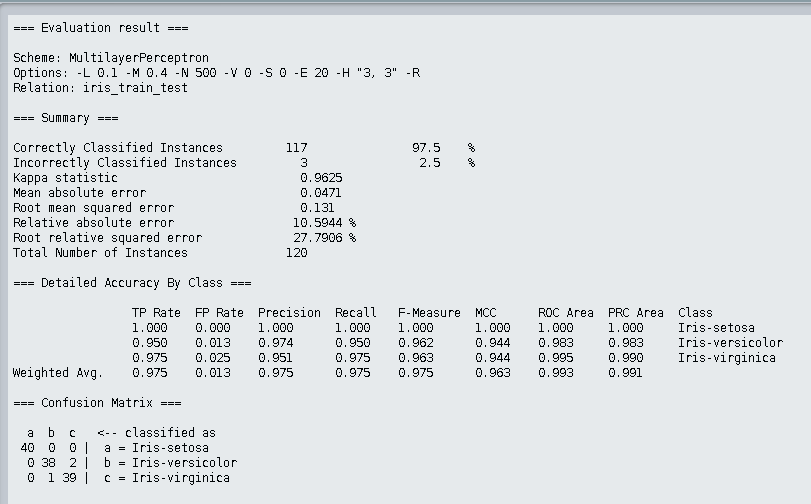 === Evaluation result ===
Scheme: MultilayerPerceptron
Options: -L 0.1 -M 0.4 -N 500 -V 0 -S 0 -E 20 -H "3, 3" -R
Relation: iris_train_test
=== Summary ===
Correctly Classified Instances 117 97.5 %
Incorrectly Classified Instances 3 2.5 %
Kappa statistic 0.9625
Mean absolute error 0.0471
Root mean squared error 0.131
Relative absolute error 10.5944 %
Root relative squared error 27.7906 %
Total Number of Instances 120
=== Detailed Accuracy By Class ===
TP Rate FP Rate Precision Recall F-Measure MCC ROC Area PRC Area Class
1.000 0.000 1.000 1.000 1.000 1.000 1.000 1.000 Iris-setosa
0.950 0.013 0.974 0.950 0.962 0.944 0.983 0.983 Iris-versicolor
0.975 0.025 0.951 0.975 0.963 0.944 0.995 0.990 Iris-virginica
Weighted Avg. 0.975 0.013 0.975 0.975 0.975 0.963 0.993 0.991
=== Confusion Matrix ===
a b c <-- classified as
40 0 0 | a = Iris-setosa
0 38 2 | b = Iris-versicolor
0 1 39 | c = Iris-virginica